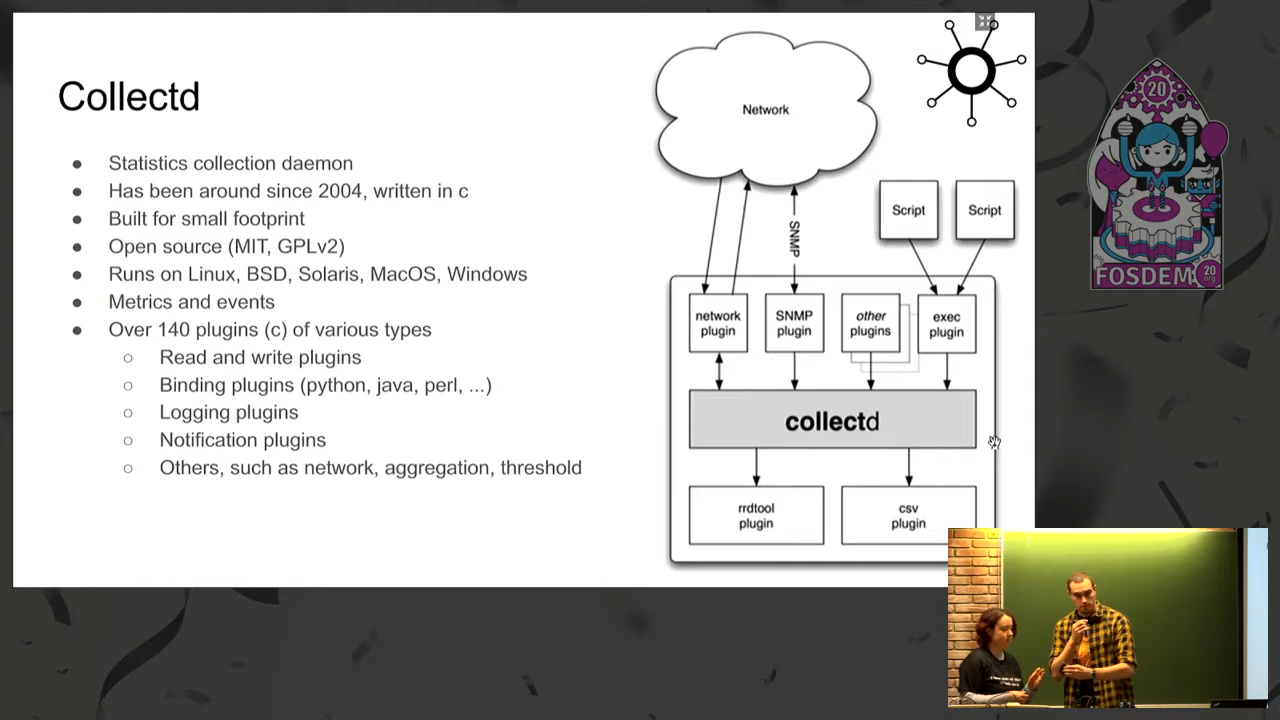 Collectd
● Statistics collection daemon
● Has been around since 2004, written in c
● Built for small footprint
● Open source (MIT, GPLv2)
● Runs on Linux, BSD, Solaris, MacOS, Windows
● Metrics and events
● Over 140 plugins (c) of various types
○ Read and write plugins
○ Binding plugins (python, java, perl, ...)
○ Logging plugins
○ Notification plugins
○ Others, such as network, aggregation, threshold
Network
SNMP
Script
Script
network
plugin
SNMP
plugin
other
plugins
exec
plugin
collectd
rrdtool
plugin
csv
plugin
20
FOSDEM
20
.org